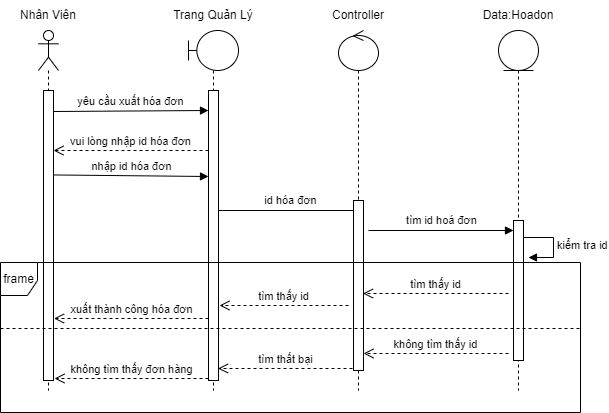 Nhân Viên
Trang Quản Lý
Controller
Data:Hoadon
yêu cầu xuất hóa đơn
vui lòng nhập id hóa đơn
nhập id hóa đơn
id hóa đơn
tìm id hoá đơn
kiểm tra id
frame
tìm thấy id
tìm thấy id
xuất thành công hóa đơn
không tìm thấy id
tìm thất bại
không tìm thấy đơn hàng